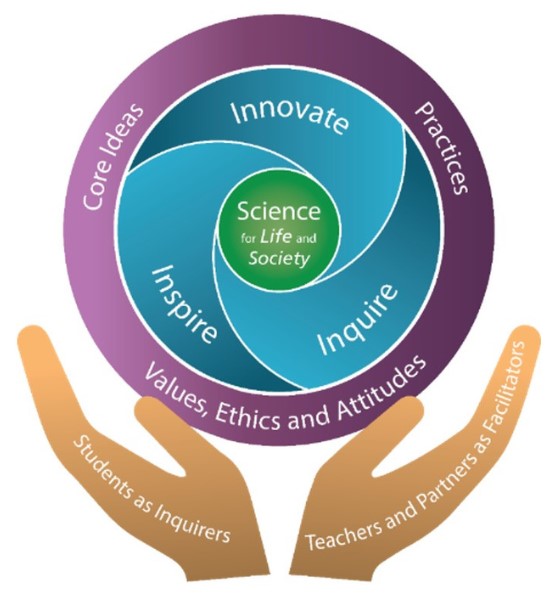 Core Ideas
Practices
Values, Ethics and Attitudes
Innovate
Inspire
Inquire
Science
for Life and
Society
Students as Inquirers
Teachers and Partners as Facilitators